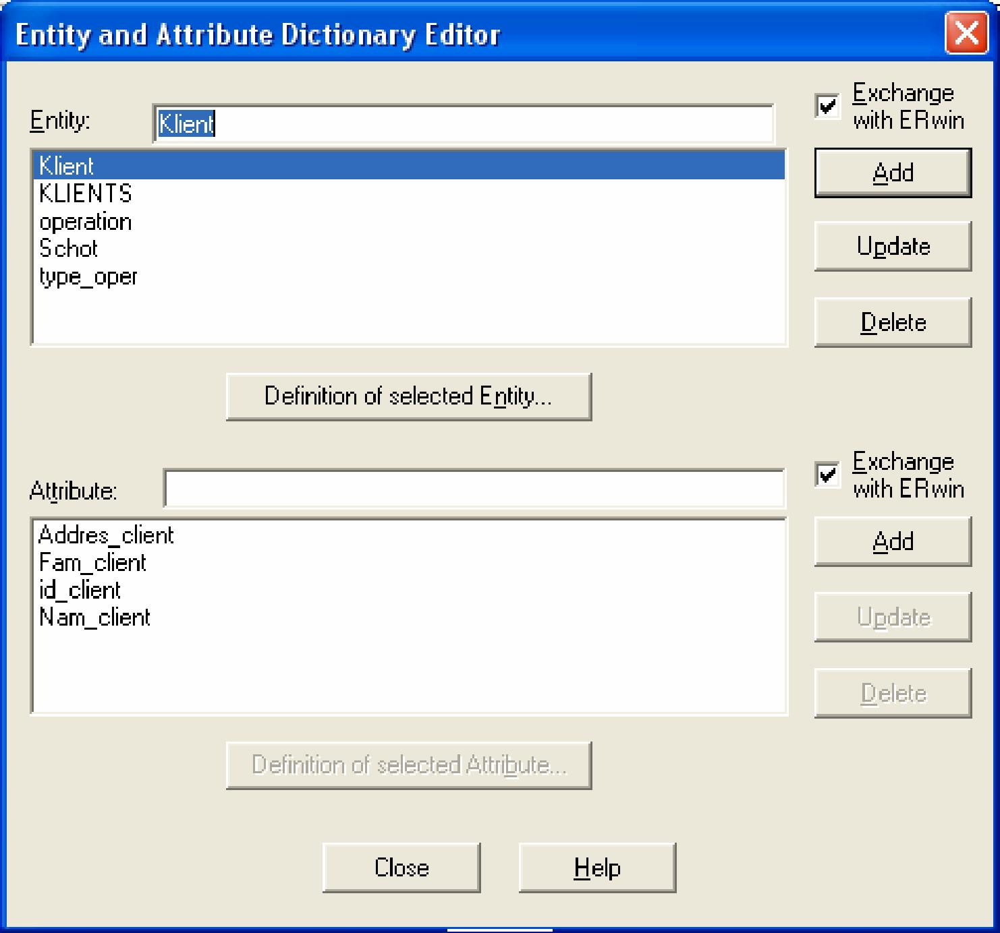 Entity and Attribute Dictionary Editor
Entity:
Klient
Exchange
with ERwin
Klient
KLIENTS
operation
Schot
type_oper
Add
Update
Delete
Definition of selected Entity...
Attribute:
Exchange
with ERwin
Addres_client
Fam_client
id_client
Nam_client
Add
Update
Delete
Definition of selected Attribute...
Close
Help